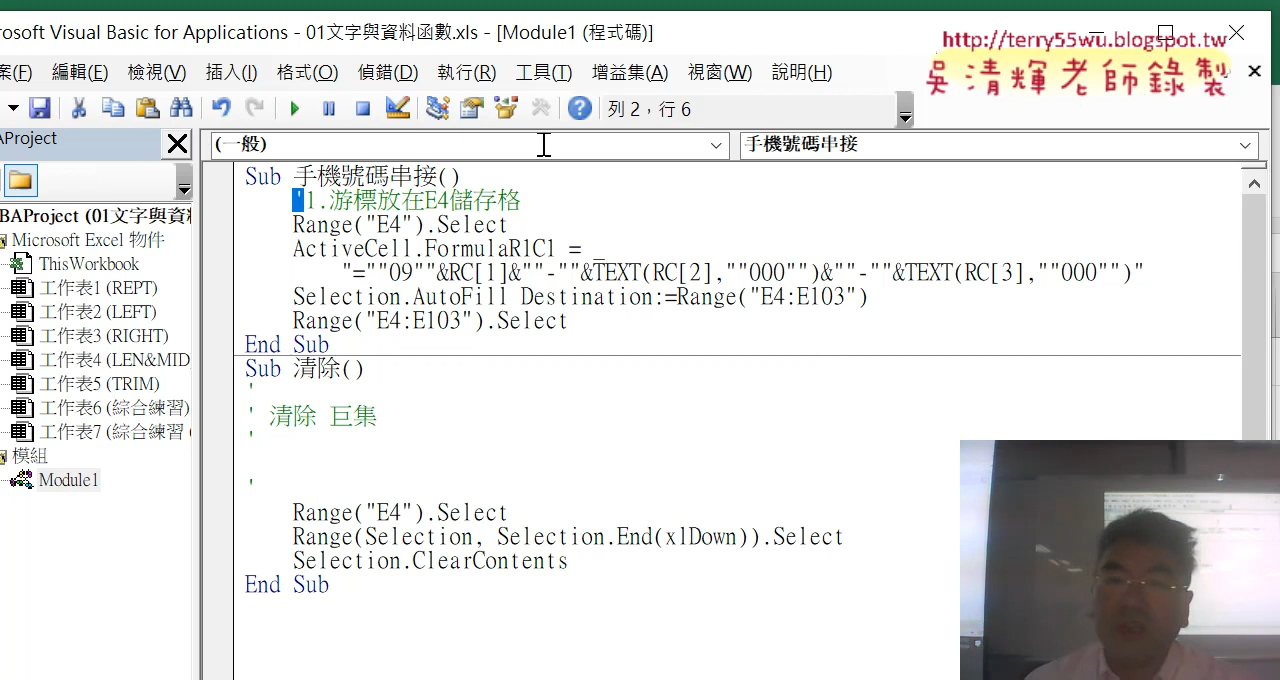 rosoft Visual Basic for Applications - 01文字與資料函數.xls - [Module1 (程式碼)]
http://terry55wu.blogspot.tw
吳清輝老師錄製
案(F) 編輯(E) 檢視(V) 插入(I) 格式(O) 偵錯(D) 執行(R) 工具(T) 增益集(A) 視窗(W) 說明(H)
列 2，行 6
AProject
(一般)
手機號碼串接
BAProject (01文字與資料
Microsoft Excel 物件
ThisWorkbook
工作表1 (REPT)
工作表2 (LEFT)
工作表3 (RIGHT)
工作表4 (LEN&MID
工作表5 (TRIM)
工作表6 (綜合練習)
工作表7 (綜合練習
模組
Module1
Sub 手機號碼串接()
'1.游標放在E4儲存格
Range("E4").Select
ActiveCell.FormulaR1C1 = _
"=""09""&RC[1]&""-""&TEXT(RC[2],""000"")&""-""&TEXT(RC[3],""000"")"
Selection.AutoFill Destination:=Range("E4:E103")
Range("E4:E103").Select
End Sub
Sub 清除()
'
' 清除 巨集
'
'
Range("E4").Select
Range(Selection, Selection.End(xlDown)).Select
Selection.ClearContents
End Sub